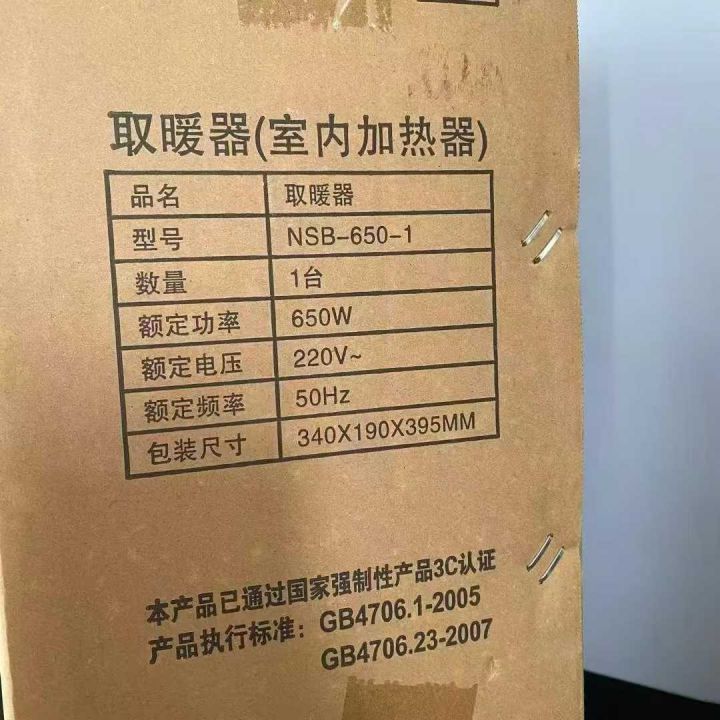 取暖器(室内加热器)
品名 取暖器
型号 NSB-650-1
数量 1台
额定功率 650W
额定电压 220V~
额定频率 50Hz
包装尺寸 340X190X395MM
本产品已通过国家强制性产品3C认证
产品执行标准：GB4706.1-2005
GB4706.23-2007